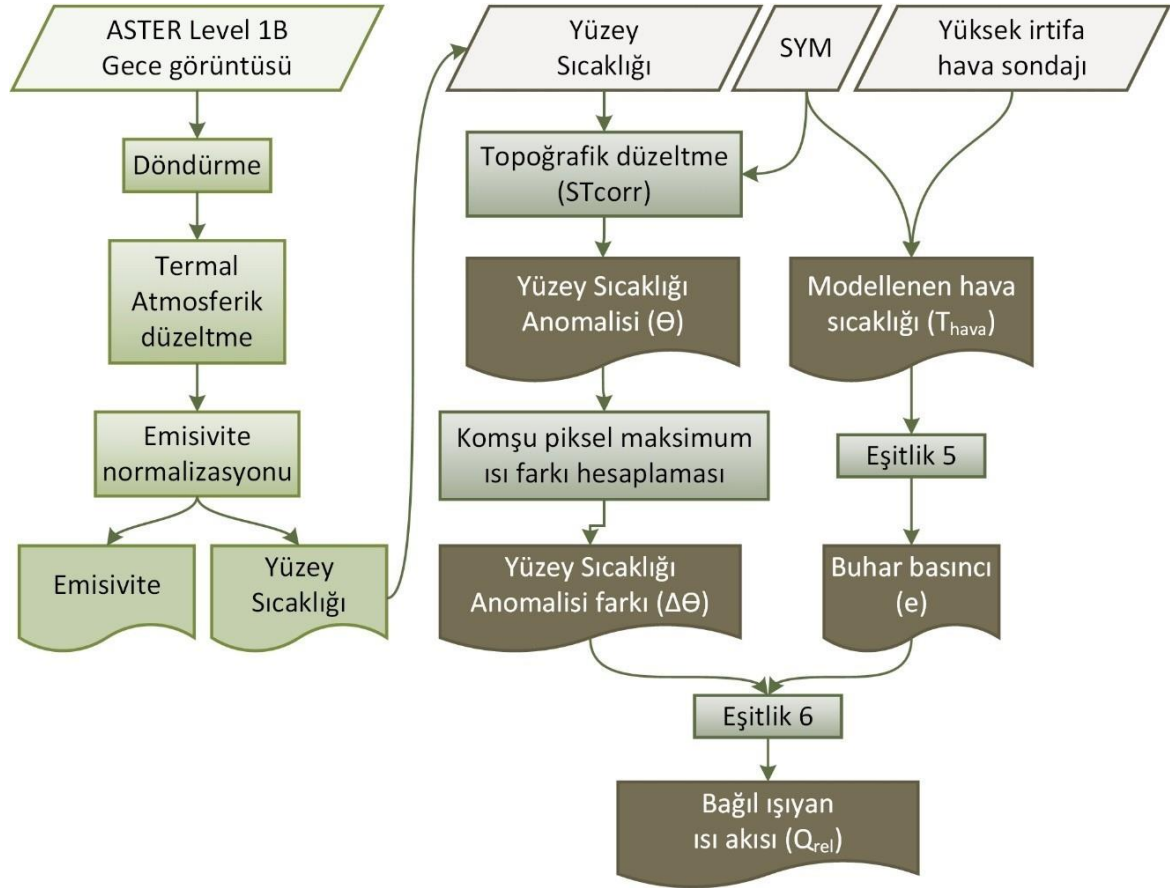 ASTER Level 1B
Gece görüntüsü
Döndürme
Termal
Atmosferik
düzeltme
Emisivite
normalizasyonu
Emisivite
Yüzey
Sıcaklığı
Yüzey
Sıcaklığı
SYM
Yüksek irtifa
hava sondajı
Topoğrafik düzeltme
(STcorr)
Yüzey Sıcaklığı
Anomalisi (Ө)
Modellenen hava
sıcaklığı (Thava)
Komşu piksel maksimum
ısı farkı hesaplaması
Eşitlik 5
Yüzey Sıcaklığı
Anomalisi farkı (ΔӨ)
Buhar basıncı
(e)
Eşitlik 6
Bağıl ışıyan
ısı akısı (Qrel)